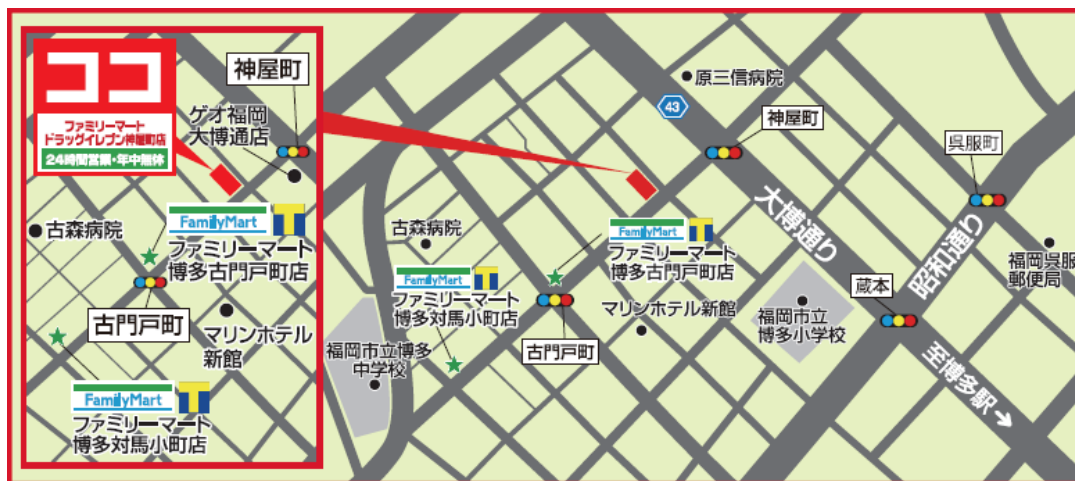 ココ
ファミリーマート
ドラッグイレブン神屋町店
24時間営業・年中無休
神屋町
ゲオ福岡
大博通店
古森病院
FamilyMart
ファミリーマート
博多古門戸町店
古門戸町
マリンホテル
新館
FamilyMart
ファミリーマート
博多対馬小町店
原三信病院
43
神屋町
呉服町
大博通り
昭和通り
古森病院
FamilyMart
ファミリーマート
博多古門戸町店
FamilyMart
ファミリーマート
博多対馬小町店
福岡呉服
郵便局
蔵本
マリンホテル新館
福岡市立
博多小学校
古門戸町
福岡市立博多
中学校
至博多駅→